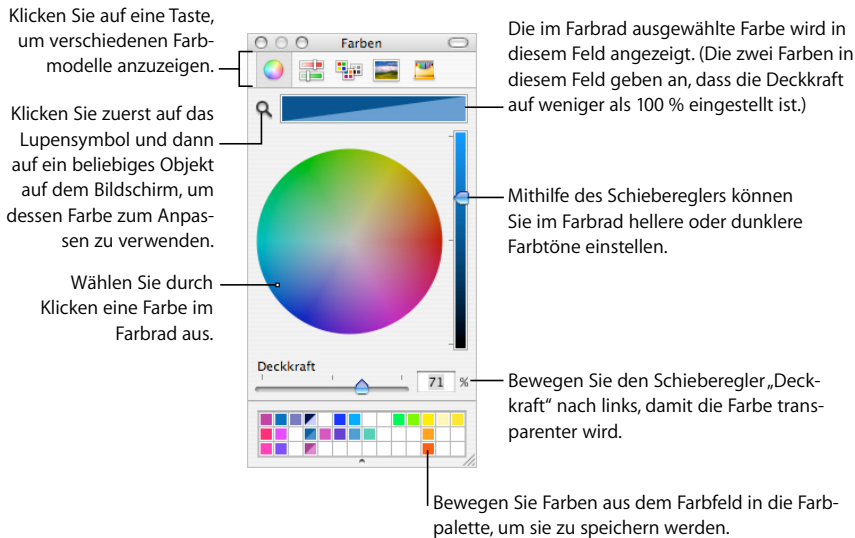 Klicken Sie auf eine Taste,
um verschiedenen Farb-
modelle anzuzeigen.
Klicken Sie zuerst auf das
Lupensymbol und dann
auf ein beliebiges Objekt
auf dem Bildschirm, um
dessen Farbe zum Anpas-
sen zu verwenden.
Wählen Sie durch
Klicken eine Farbe im
Farbrad aus.
Farben
Deckkraft
71 %
Die im Farbrad ausgewählte Farbe wird in
diesem Feld angezeigt. (Die zwei Farben in
diesem Feld geben an, dass die Deckkraft
auf weniger als 100 % eingestellt ist.)
Mithilfe des Schiebereglers können
Sie im Farbrad hellere oder dunklere
Farbtöne einstellen.
Bewegen Sie den Schieberegler „Deck-
kraft“ nach links, damit die Farbe trans-
parenter wird.
Bewegen Sie Farben aus dem Farbfeld in die Farb-
palette, um sie zu speichern werden.